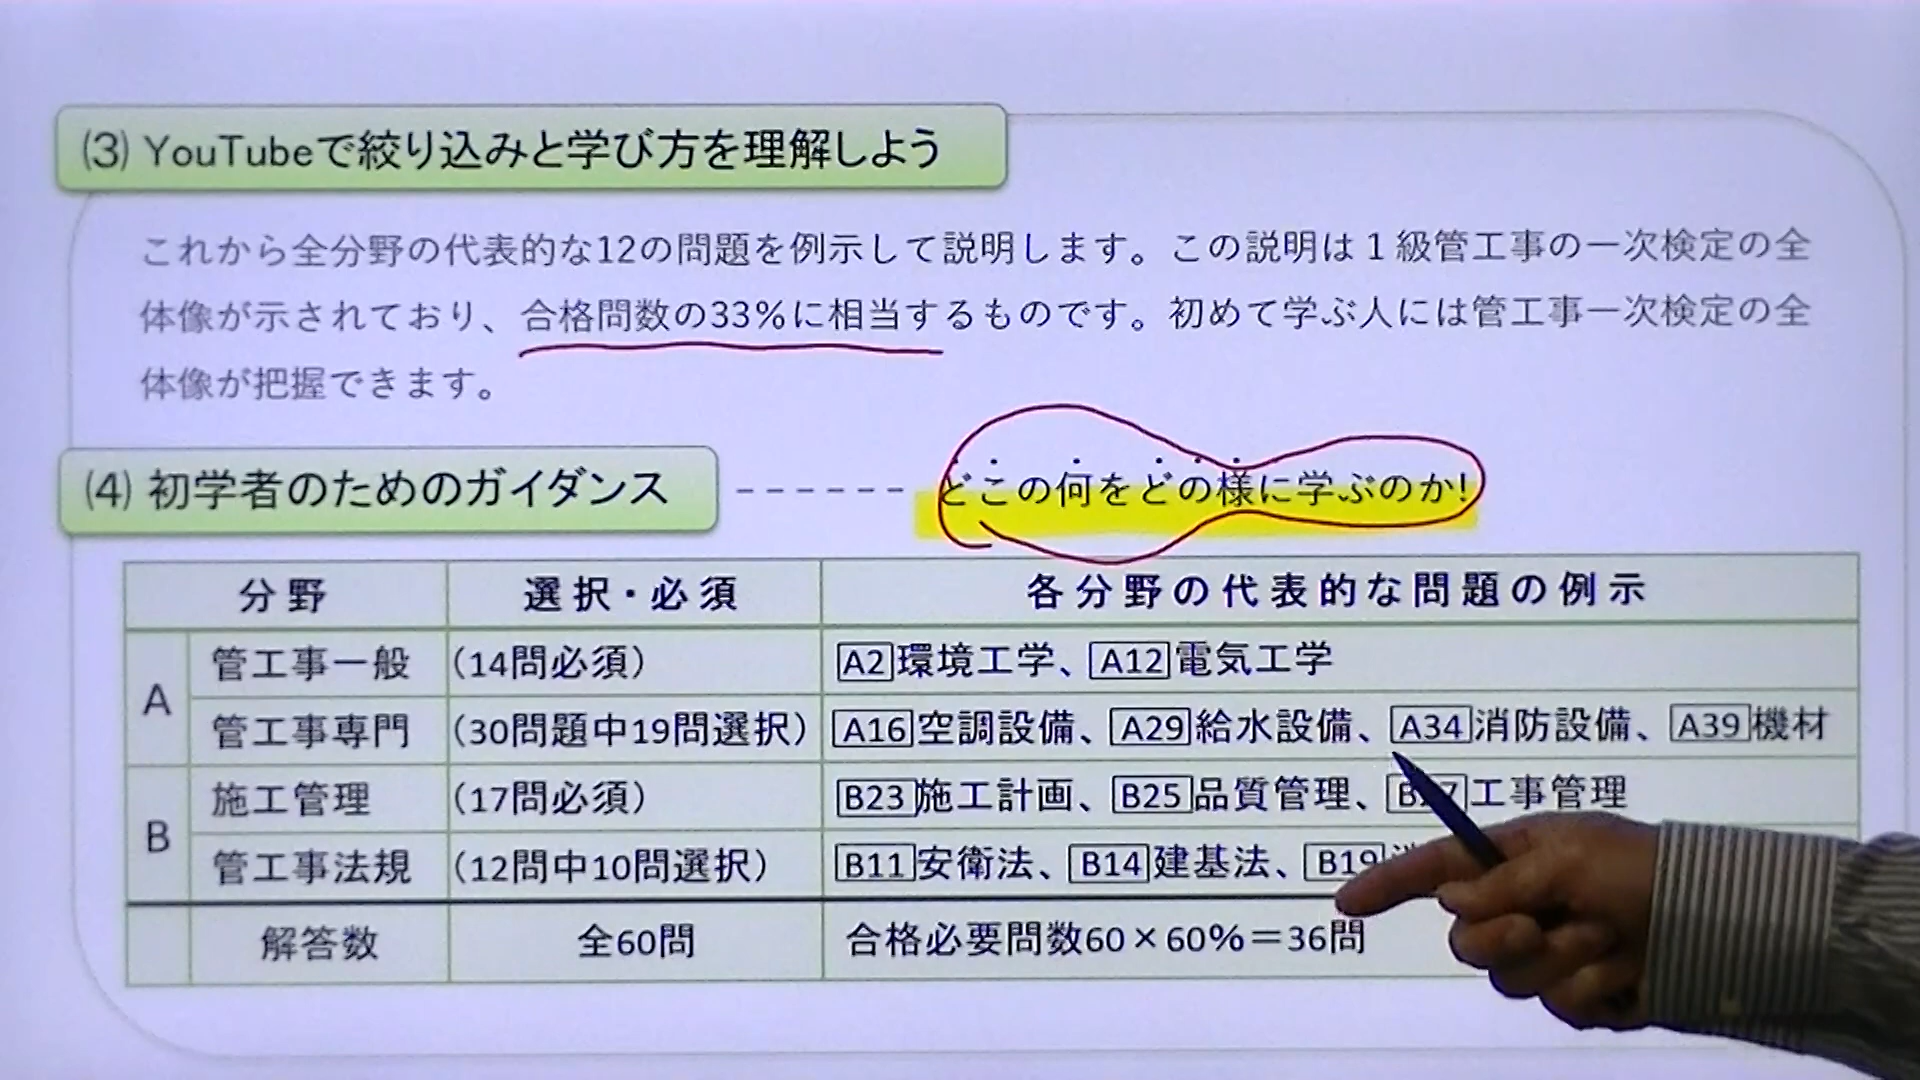 (3) YouTubeで絞り込みと学び方を理解しよう
これから全分野の代表的な12の問題を例示して説明します。この説明は1級管工事の一次検定の全
体像が示されており、合格問数の33%に相当するものです。初めて学ぶ人には管工事一次検定の全
体像が把握できます。
(4) 初学者のためのガイダンス ------ どこの何をどの様に学ぶのか!
分野 選択・必須 各分野の代表的な問題の例示
A
管工事一般 (14問必須) A2環境工学、A12電気工学
管工事専門 (30問題中19問選択) A16空調設備、A29給水設備、A34消防設備、A39機材
B
施工管理 (17問必須) B23施工計画、B25品質管理、工事管理
管工事法規 (12問中10問選択) B11安衛法、B14建基法、B19
解答数 全60問 合格必要問数60×60%=36問